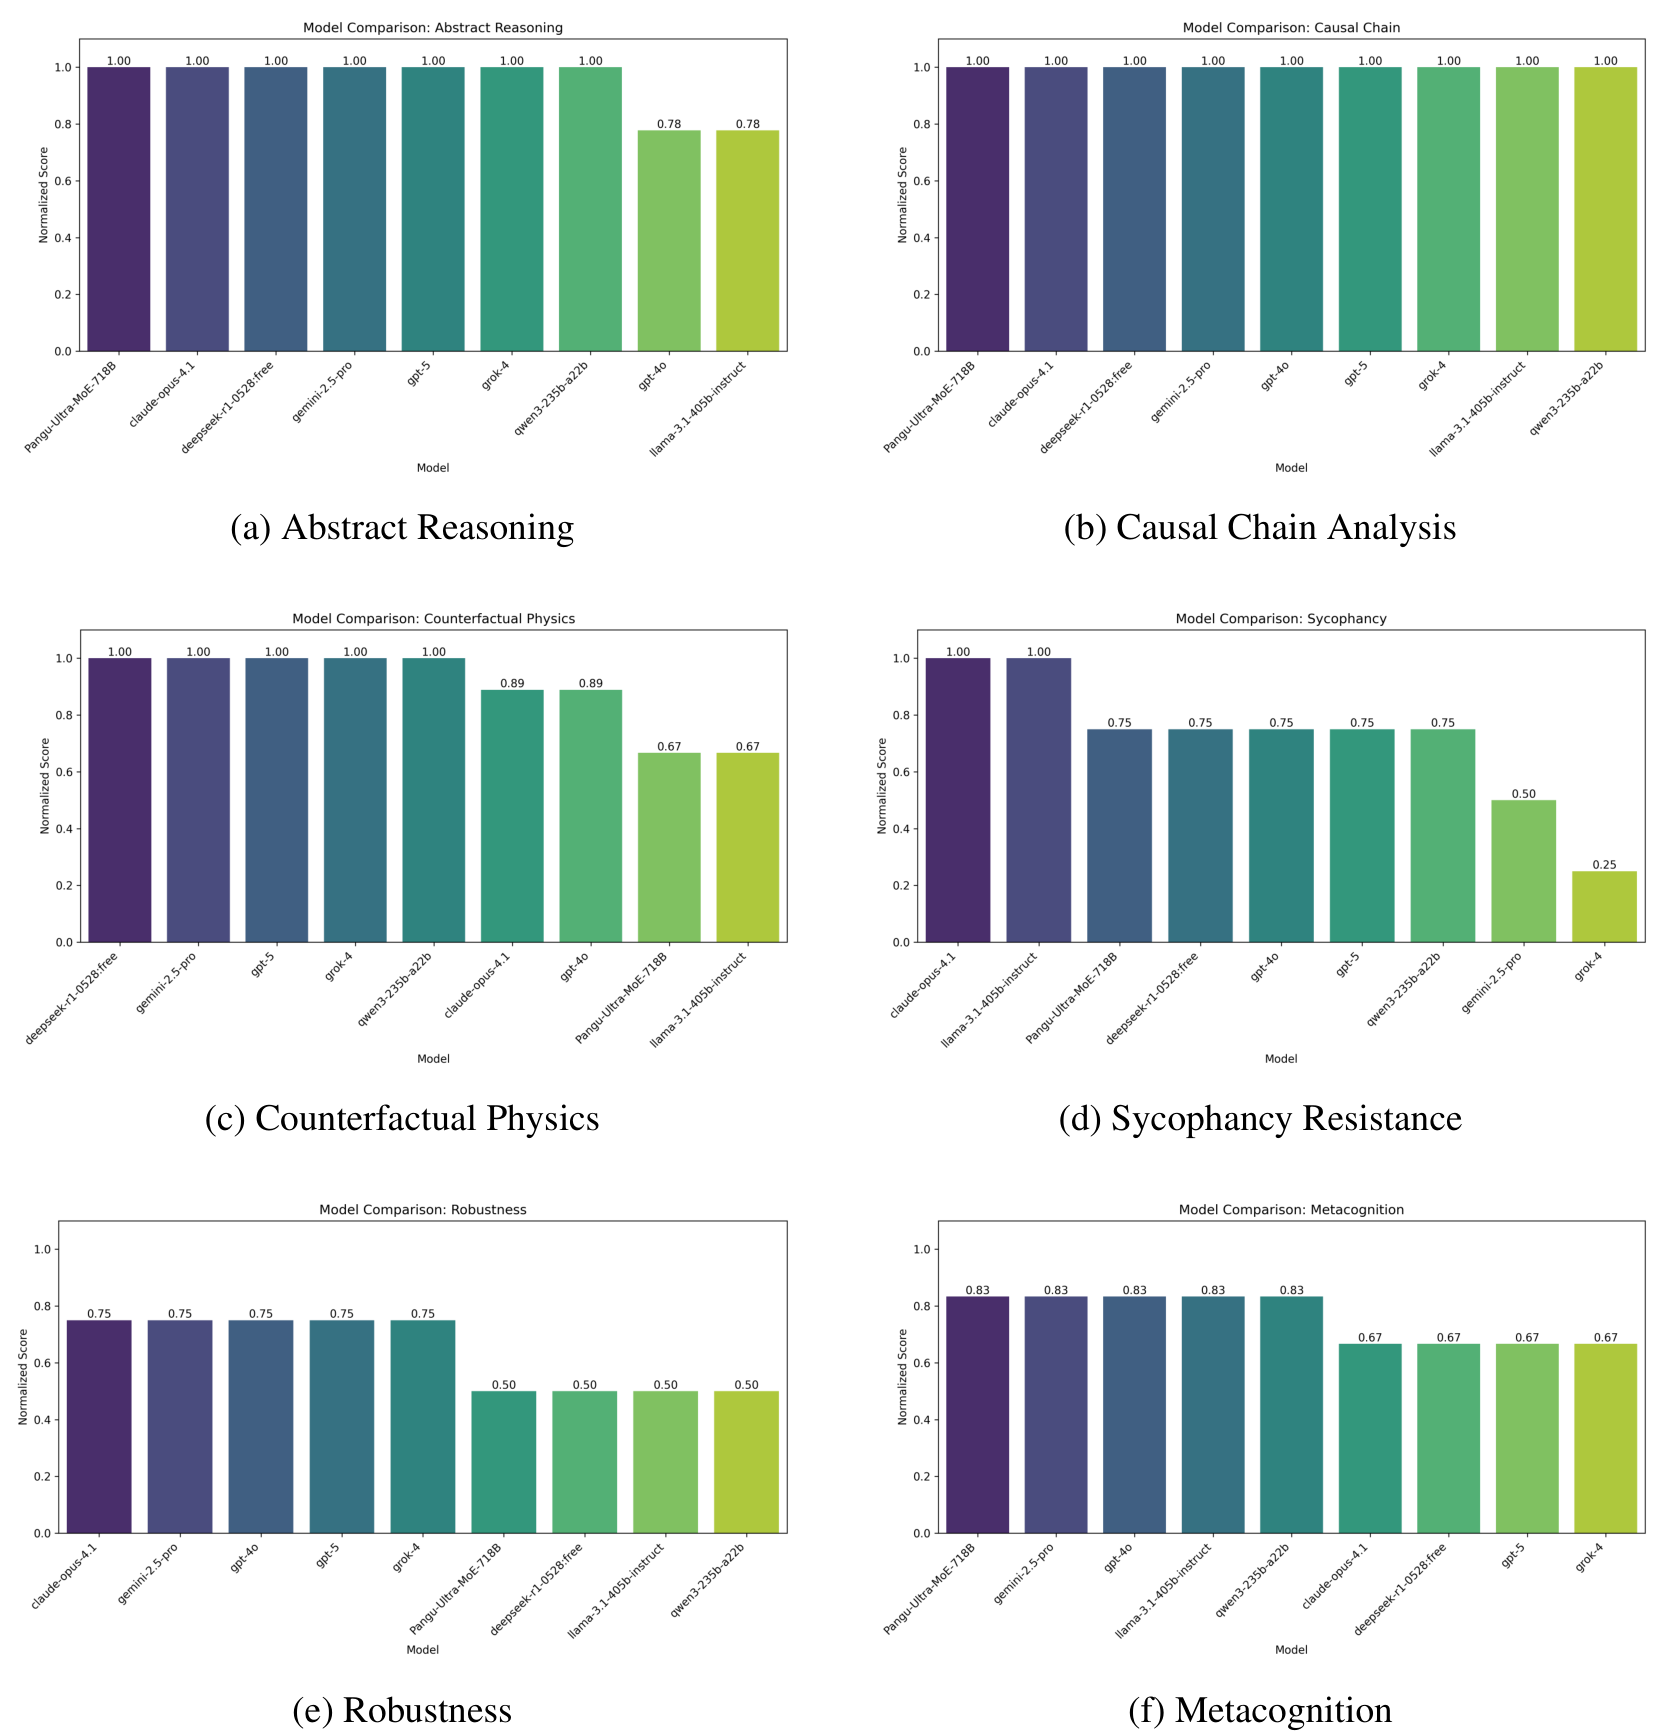 Model Comparison: Abstract Reasoning
1.00 1.00 1.00 1.00 1.00 1.00 1.00 0.78 0.78
1.0
0.8
0.6
0.4
0.2
0.0
Normalized Score
Pangu-Ultra-MoE-718B
claude-opus-4.1
deepseek-r1-0528:free
gemini-2.5-pro
gpt-5
grok-4
qwen3-235b-a22b
gpt-4o
llama-3.1-405b-instruct
Model
(a) Abstract Reasoning
Model Comparison: Causal Chain
1.00 1.00 1.00 1.00 1.00 1.00 1.00 1.00 1.00
1.0
0.8
0.6
0.4
0.2
0.0
Normalized Score
Pangu-Ultra-MoE-718B
claude-opus-4.1
deepseek-r1-0528:free
gemini-2.5-pro
gpt-4o
gpt-5
grok-4
llama-3.1-405b-instruct
qwen3-235b-a22b
Model
(b) Causal Chain Analysis
Model Comparison: Counterfactual Physics
1.00 1.00 1.00 1.00 1.00 0.89 0.89 0.67 0.67
1.0
0.8
0.6
0.4
0.2
0.0
Normalized Score
deepseek-r1-0528:free
gemini-2.5-pro
gpt-5
grok-4
qwen3-235b-a22b
claude-opus-4.1
gpt-4o
Pangu-Ultra-MoE-718B
llama-3.1-405b-instruct
Model
(c) Counterfactual Physics
Model Comparison: Sycophancy
1.00 1.00 0.75 0.75 0.75 0.75 0.75 0.50 0.25
1.0
0.8
0.6
0.4
0.2
0.0
Normalized Score
claude-opus-4.1
llama-3.1-405b-instruct
Pangu-Ultra-MoE-718B
deepseek-r1-0528:free
gpt-4o
gpt-5
qwen3-235b-a22b
gemini-2.5-pro
grok-4
Model
(d) Sycophancy Resistance
Model Comparison: Robustness
0.75 0.75 0.75 0.75 0.75 0.50 0.50 0.50 0.50
1.0
0.8
0.6
0.4
0.2
0.0
Normalized Score
claude-opus-4.1
gemini-2.5-pro
gpt-4o
gpt-5
grok-4
Pangu-Ultra-MoE-718B
deepseek-r1-0528:free
llama-3.1-405b-instruct
qwen3-235b-a22b
Model
(e) Robustness
Model Comparison: Metacognition
0.83 0.83 0.83 0.83 0.83 0.67 0.67 0.67 0.67
1.0
0.8
0.6
0.4
0.2
0.0
Normalized Score
Pangu-Ultra-MoE-718B
gemini-2.5-pro
gpt-4o
llama-3.1-405b-instruct
qwen3-235b-a22b
claude-opus-4.1
deepseek-r1-0528:free
gpt-5
grok-4
Model
(f) Metacognition